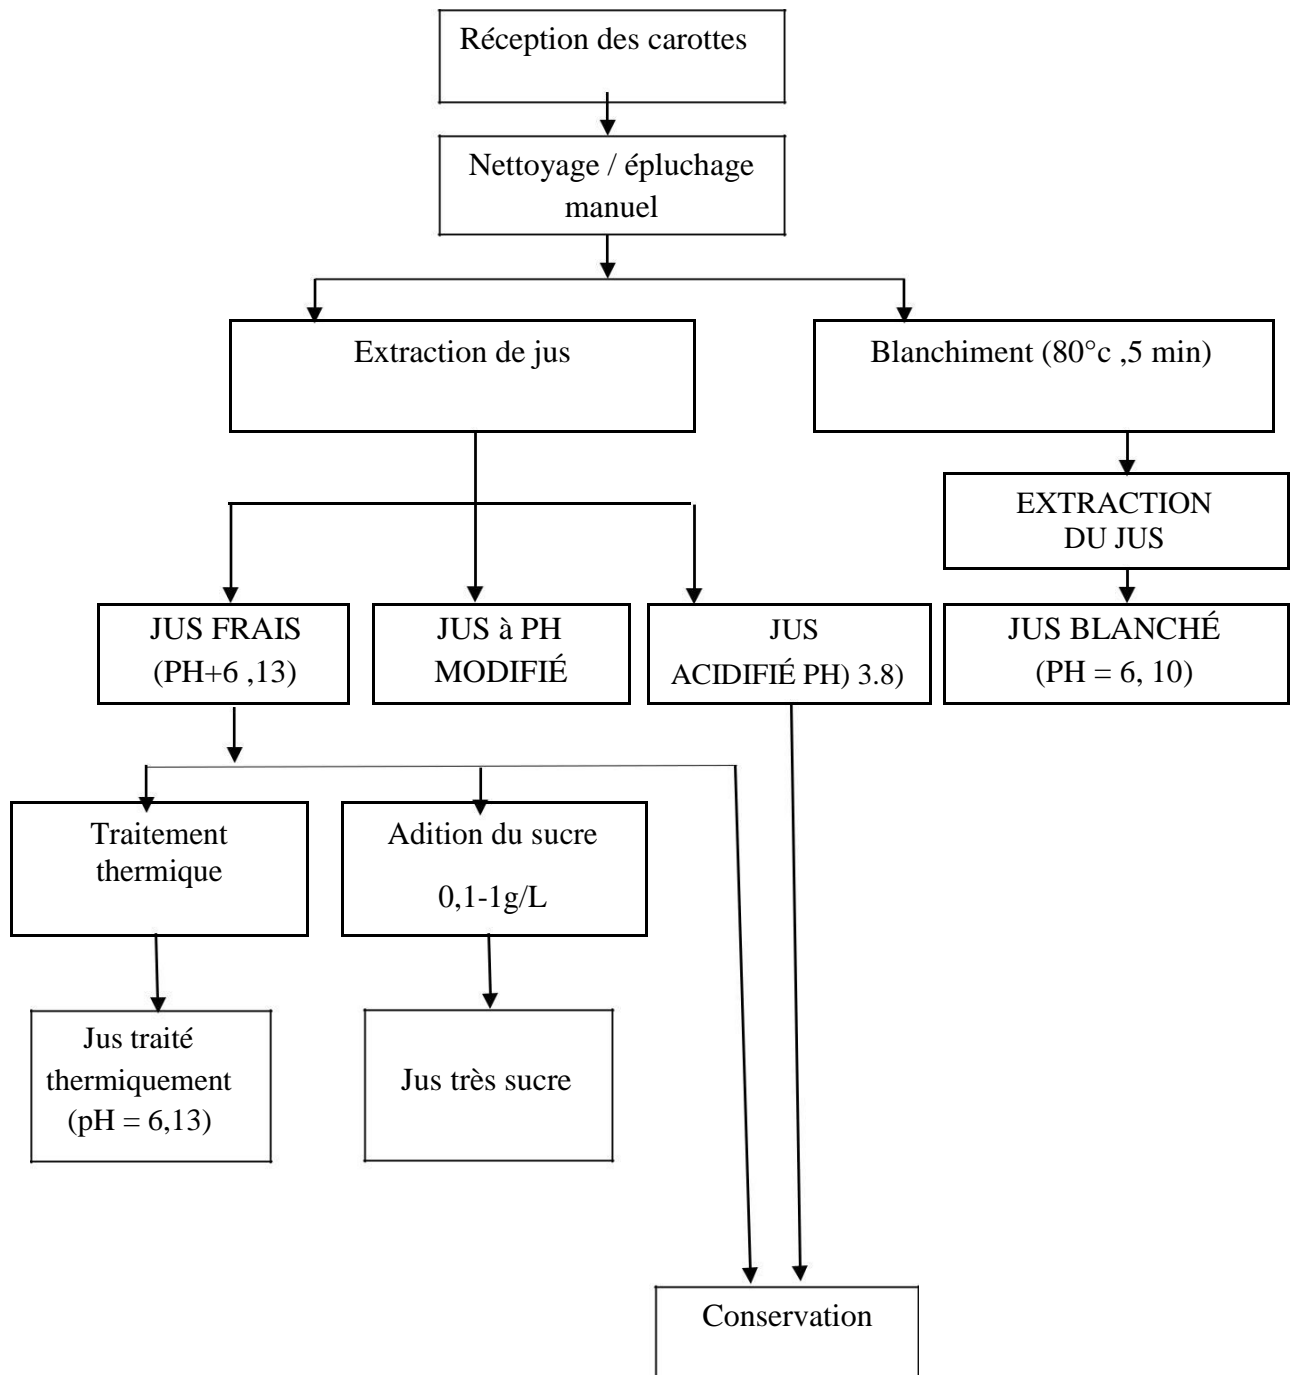 Réception des carottes
Nettoyage / épluchage
manuel
Extraction de jus
Blanchiment (80°c ,5 min)
EXTRACTION
DU JUS
JUS FRAIS
(PH+6 ,13)
JUS à PH
MODIFIÉ
JUS
ACIDIFIÉ PH) 3.8)
JUS BLANCHÉ
(PH = 6, 10)
Traitement
thermique
Adition du sucre
0,1-1g/L
Jus traité
thermiquement
(pH = 6,13)
Jus très sucre
Conservation